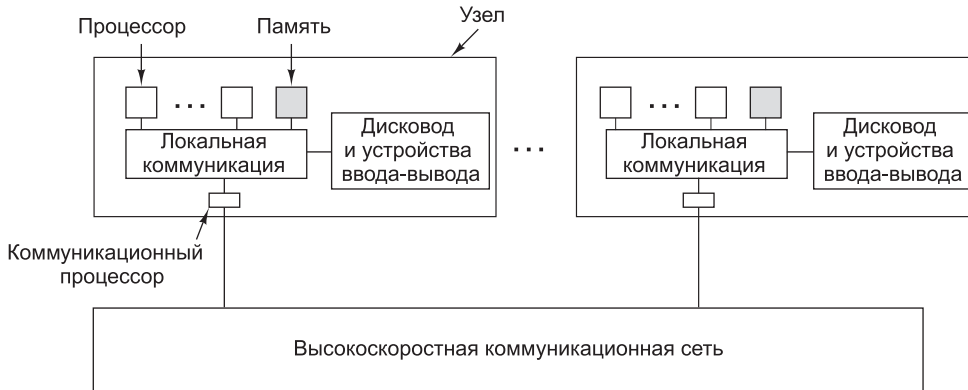 Процессор
Память
Узел
Локальная
коммуникация
Дисковод
и устройства
ввода-вывода
Локальная
коммуникация
Дисковод
и устройства
ввода-вывода
Коммуникационный
процессор
Высокоскоростная коммуникационная сеть